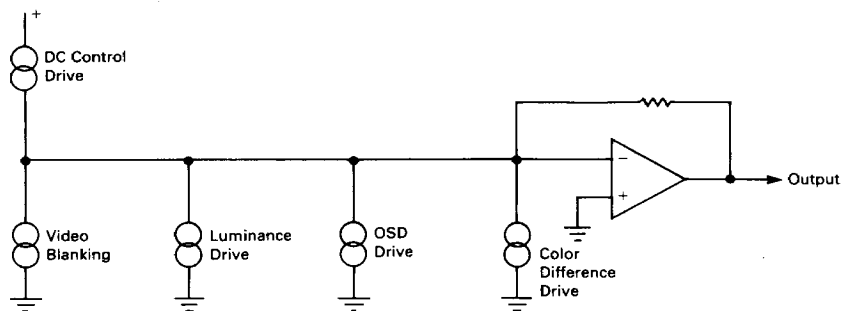 +
DC Control
Drive
−
+
Output
Video
Blanking
Luminance
Drive
OSD
Drive
Color
Difference
Drive